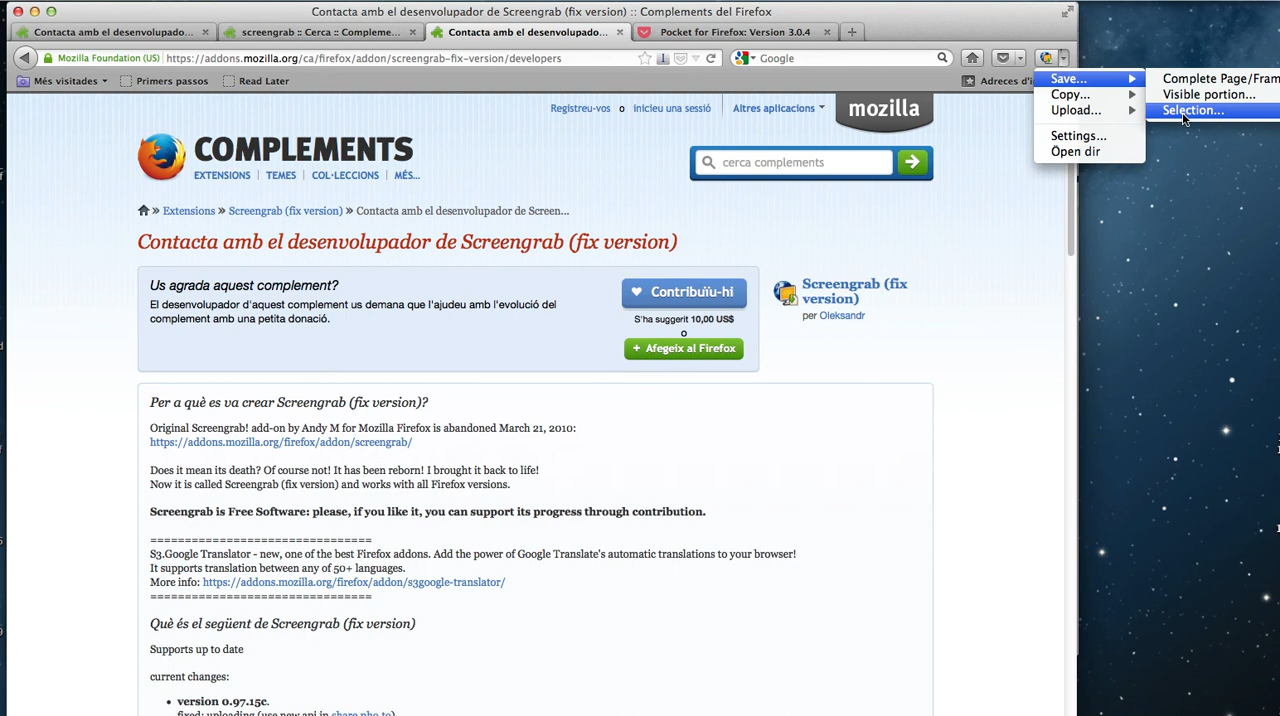 Contacta amb el desenvolupador de Screengrab (fix version) :: Complements del Firefox
Contacta amb el desenvolupado...
screengrab :: Cerca :: Compleme...
Contacta amb el desenvolupado...
Pocket for Firefox: Version 3.0.4
Mozilla Foundation (US)
https://addons.mozilla.org/ca/firefox/addon/screengrab-fix-version/developers
Google
Més visitades
Primers passos
Read Later
Adreces d'i
Save...
Copy...
Upload...
Settings...
Open dir
Complete Page/Fram
Visible portion...
Selection...
Registreu-vos o inicieu una sessió
Altres aplicacions
mozilla
COMPLEMENTS
EXTENSIONS | TEMES | COL·LECCIONS | MÉS...
cerca complements
» Extensions » Screengrab (fix version) » Contacta amb el desenvolupador de Screen...
Contacta amb el desenvolupador de Screengrab (fix version)
Us agrada aquest complement?
El desenvolupador d'aquest complement us demana que l'ajudeu amb l'evolució del
complement amb una petita donació.
Contribuïu-hi
S'ha suggerit 10,00 US$
o
+ Afegeix al Firefox
Screengrab (fix
version)
per Oleksandr
Per a què es va crear Screengrab (fix version)?
Original Screengrab! add-on by Andy M for Mozilla Firefox is abandoned March 21, 2010:
https://addons.mozilla.org/firefox/addon/screengrab/
Does it mean its death? Of course not! It has been reborn! I brought it back to life!
Now it is called Screengrab (fix version) and works with all Firefox versions.
Screengrab is Free Software: please, if you like it, you can support its progress through contribution.
==============================
S3.Google Translator - new, one of the best Firefox addons. Add the power of Google Translate's automatic translations to your browser!
It supports translation between any of 50+ languages.
More info: https://addons.mozilla.org/firefox/addon/s3google-translator/
==============================
Què és el següent de Screengrab (fix version)
Supports up to date
current changes:
• version 0.97.15c.
fixed: uploading (use new api in share.pho.to)